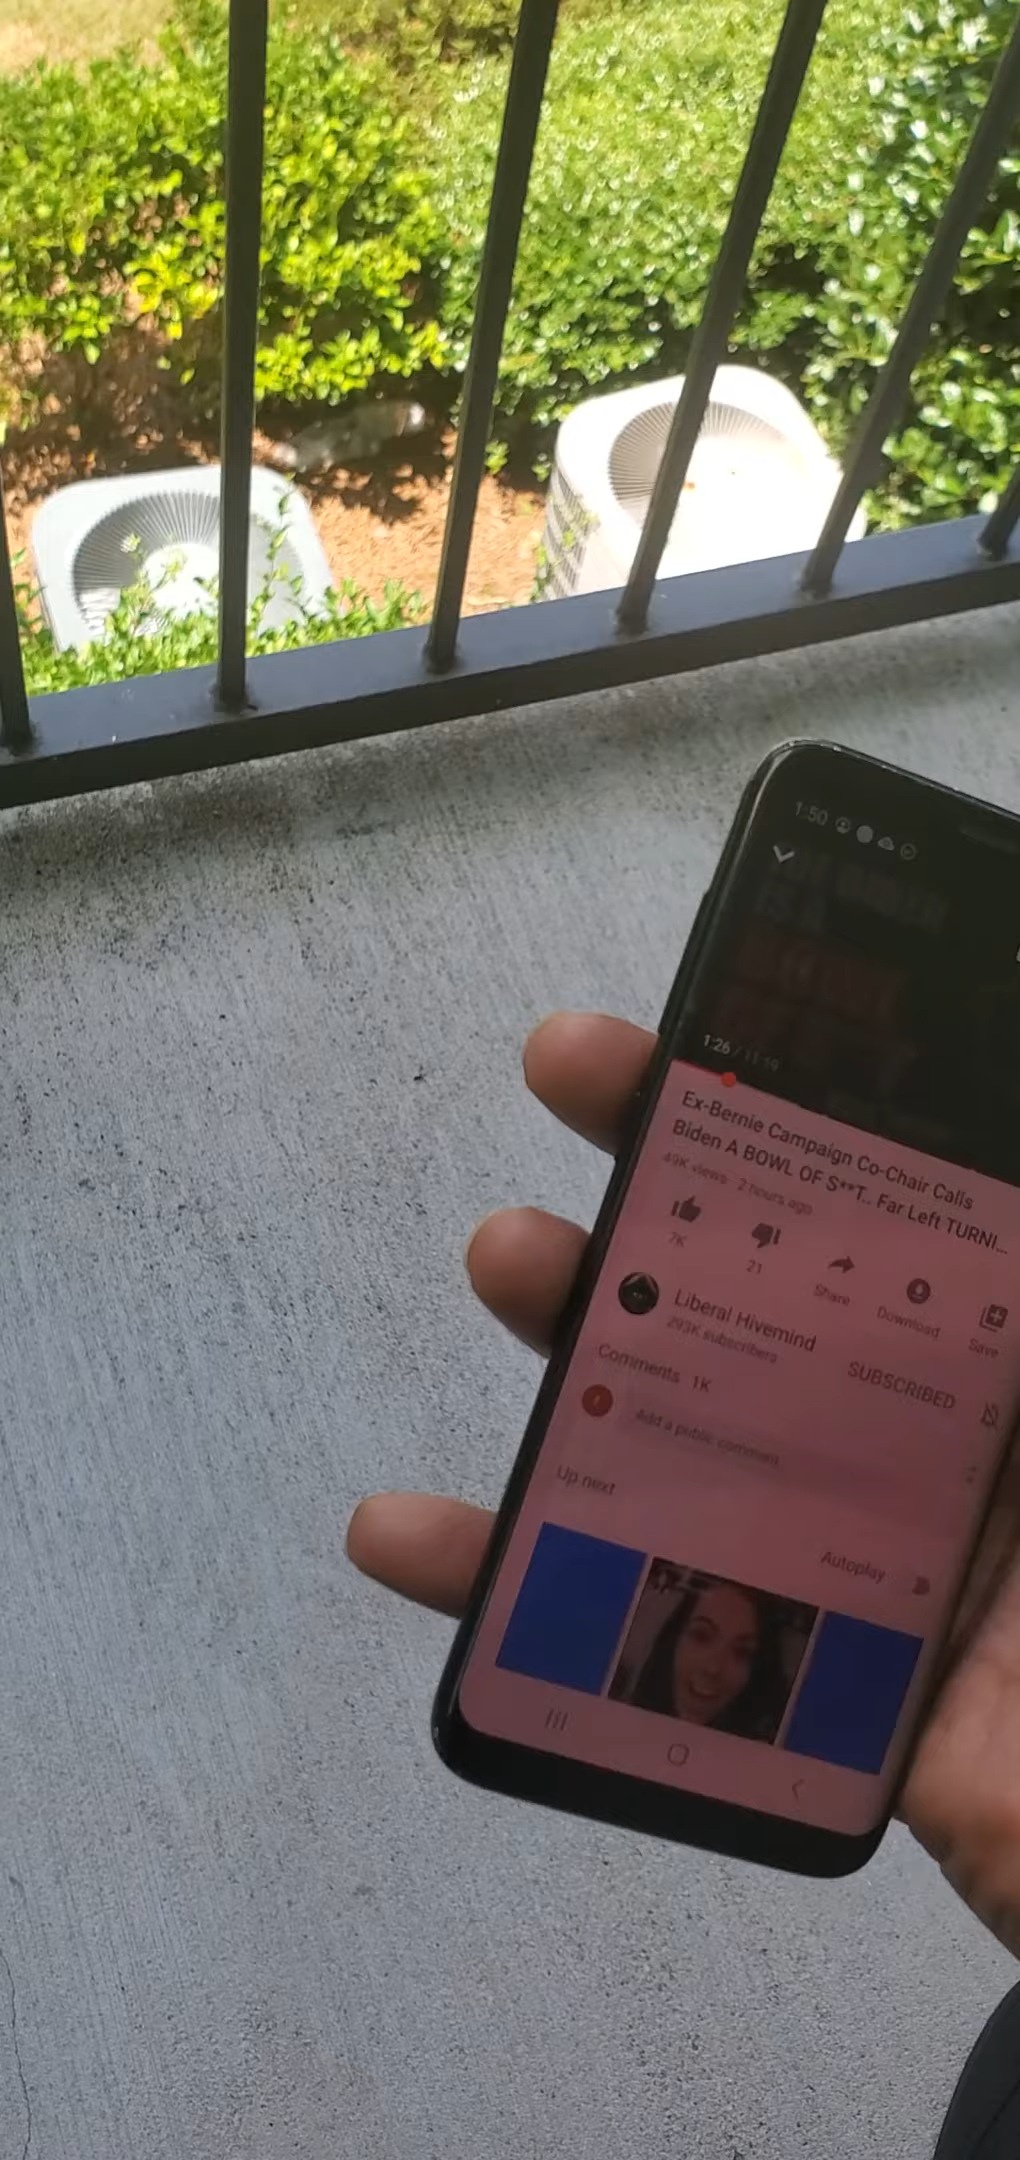 1:50
IS A
1:26 / 11:19
Ex-Bernie Campaign Co-Chair Calls
Biden A BOWL OF S**T.. Far Left TURNI...
49K views · 2 hours ago
7K
21
Share
Download
Save
Liberal Hivemind
293K subscribers
SUBSCRIBED
Comments 1K
Add a public comment...
Up next
Autoplay